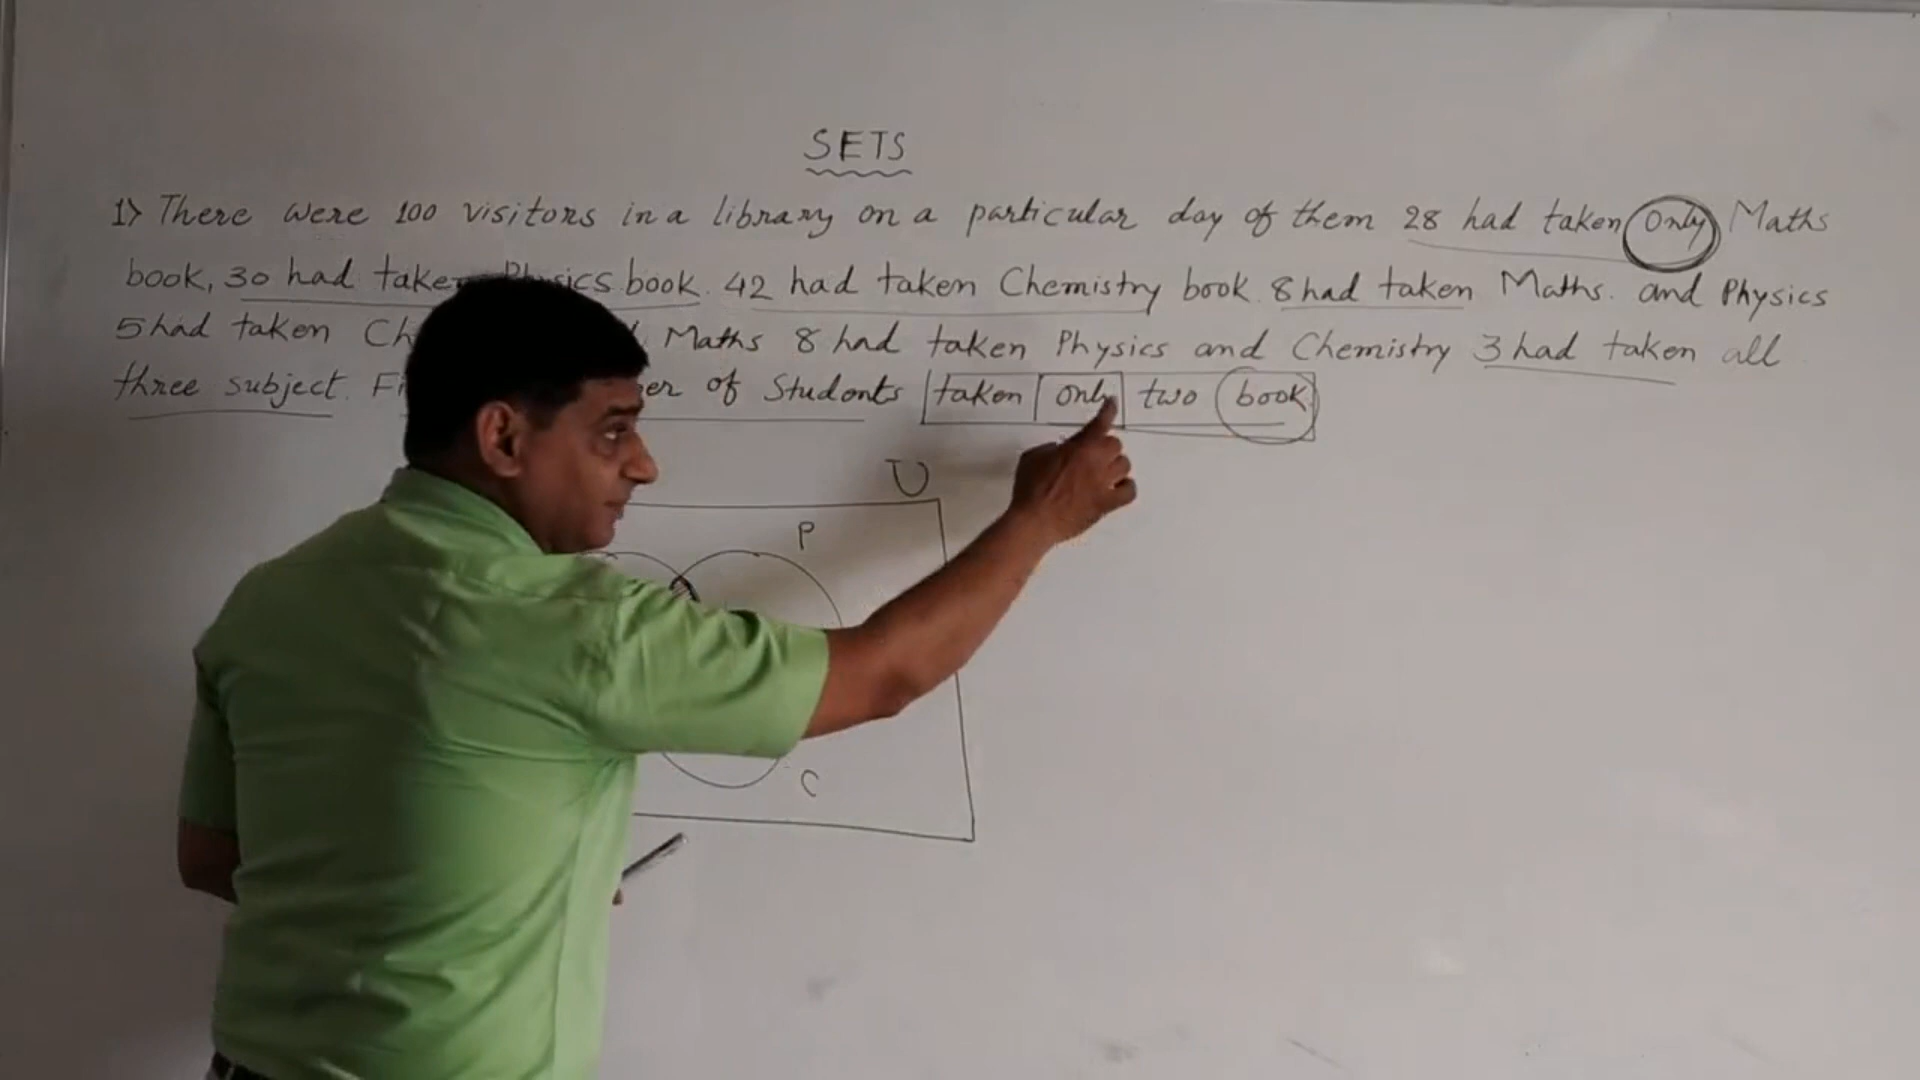 SETS
1) There were 100 visitors in a library on a particular day of them 28 had taken Only Maths
book, 30 had taken Physics book. 42 had taken Chemistry book. 8 had taken Maths. and Physics
5 had taken Maths 8 had taken Physics and Chemistry 3 had taken all
three subject. of Students taken only two book.
U
P
C